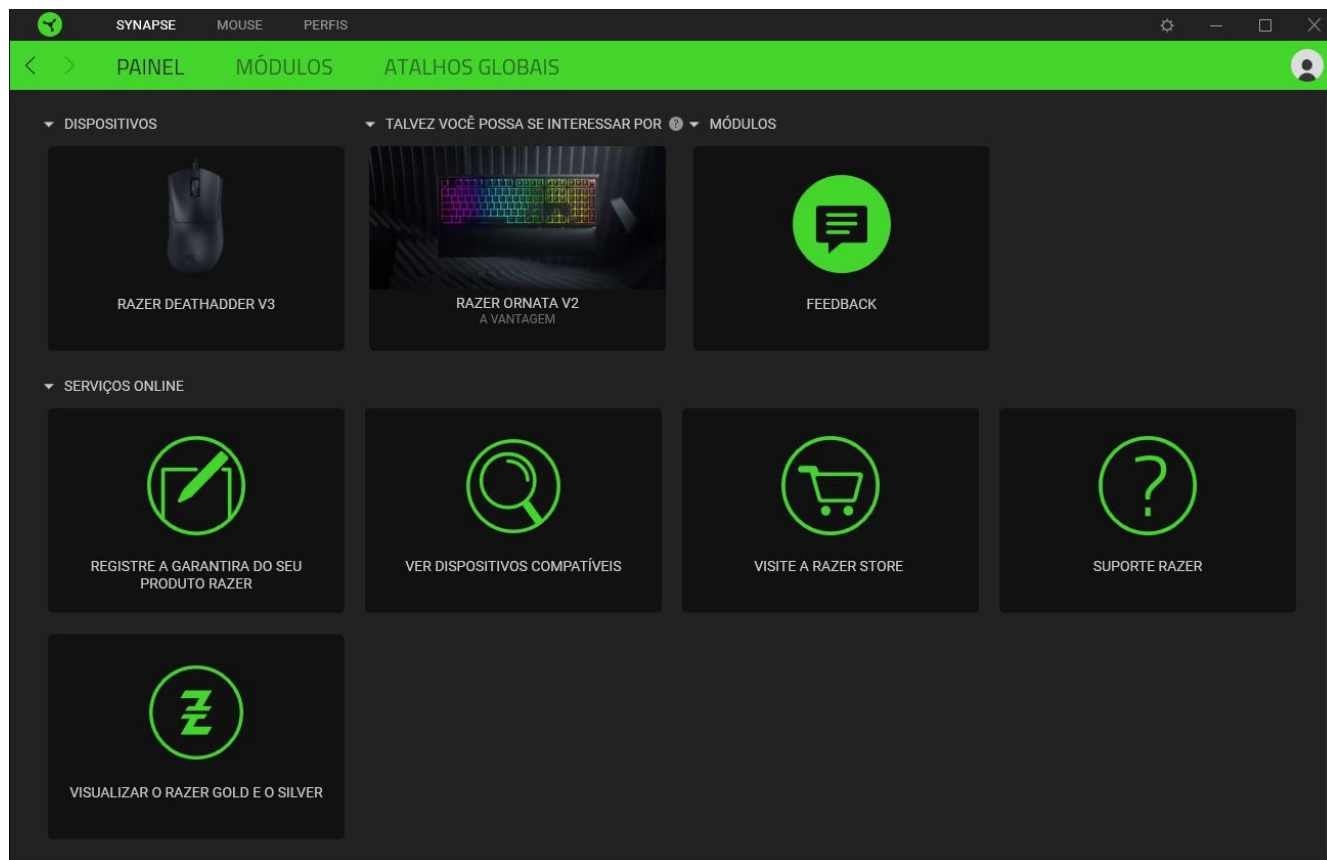 SYNAPSE MOUSE PERFIS
PAINEL MÓDULOS ATALHOS GLOBAIS
DISPOSITIVOS
TALVEZ VOCÊ POSSA SE INTERESSAR POR ?
MÓDULOS
RAZER DEATHADDER V3
RAZER ORNATA V2
A VANTAGEM
FEEDBACK
SERVIÇOS ONLINE
REGISTRE A GARANTIRA DO SEU
PRODUTO RAZER
VER DISPOSITIVOS COMPATÍVEIS
VISITE A RAZER STORE
SUPORTE RAZER
VISUALIZAR O RAZER GOLD E O SILVER